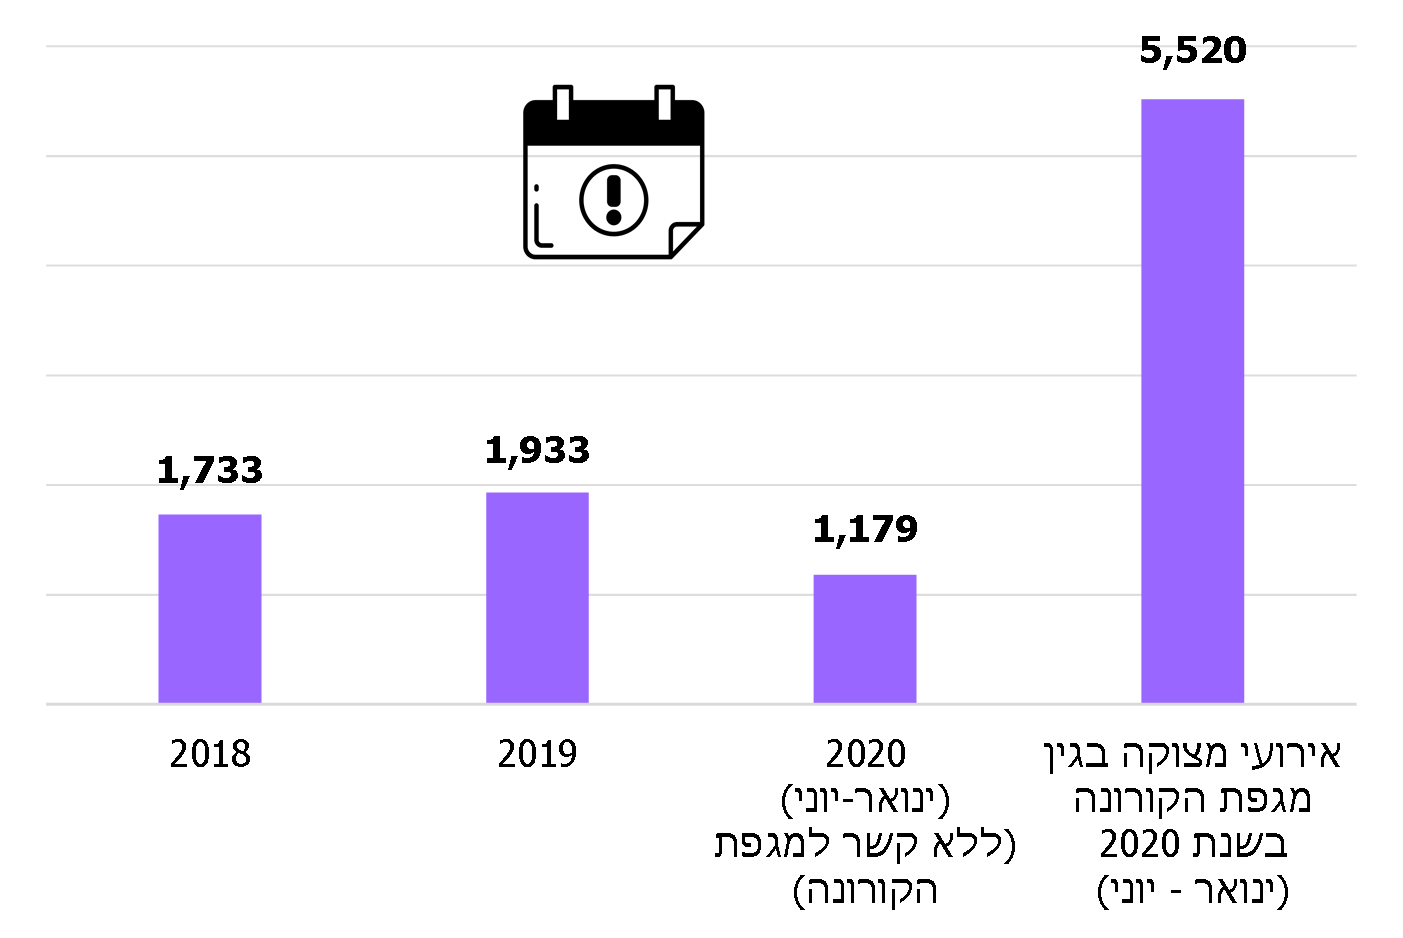 5,520
1,933
1,733
1,179
2018
2019
2020
(ינואר-יוני)
(ללא קשר למגפת
הקורונה)
אירועי מצוקה בגין
מגפת הקורונה
בשנת 2020
(ינואר - יוני)